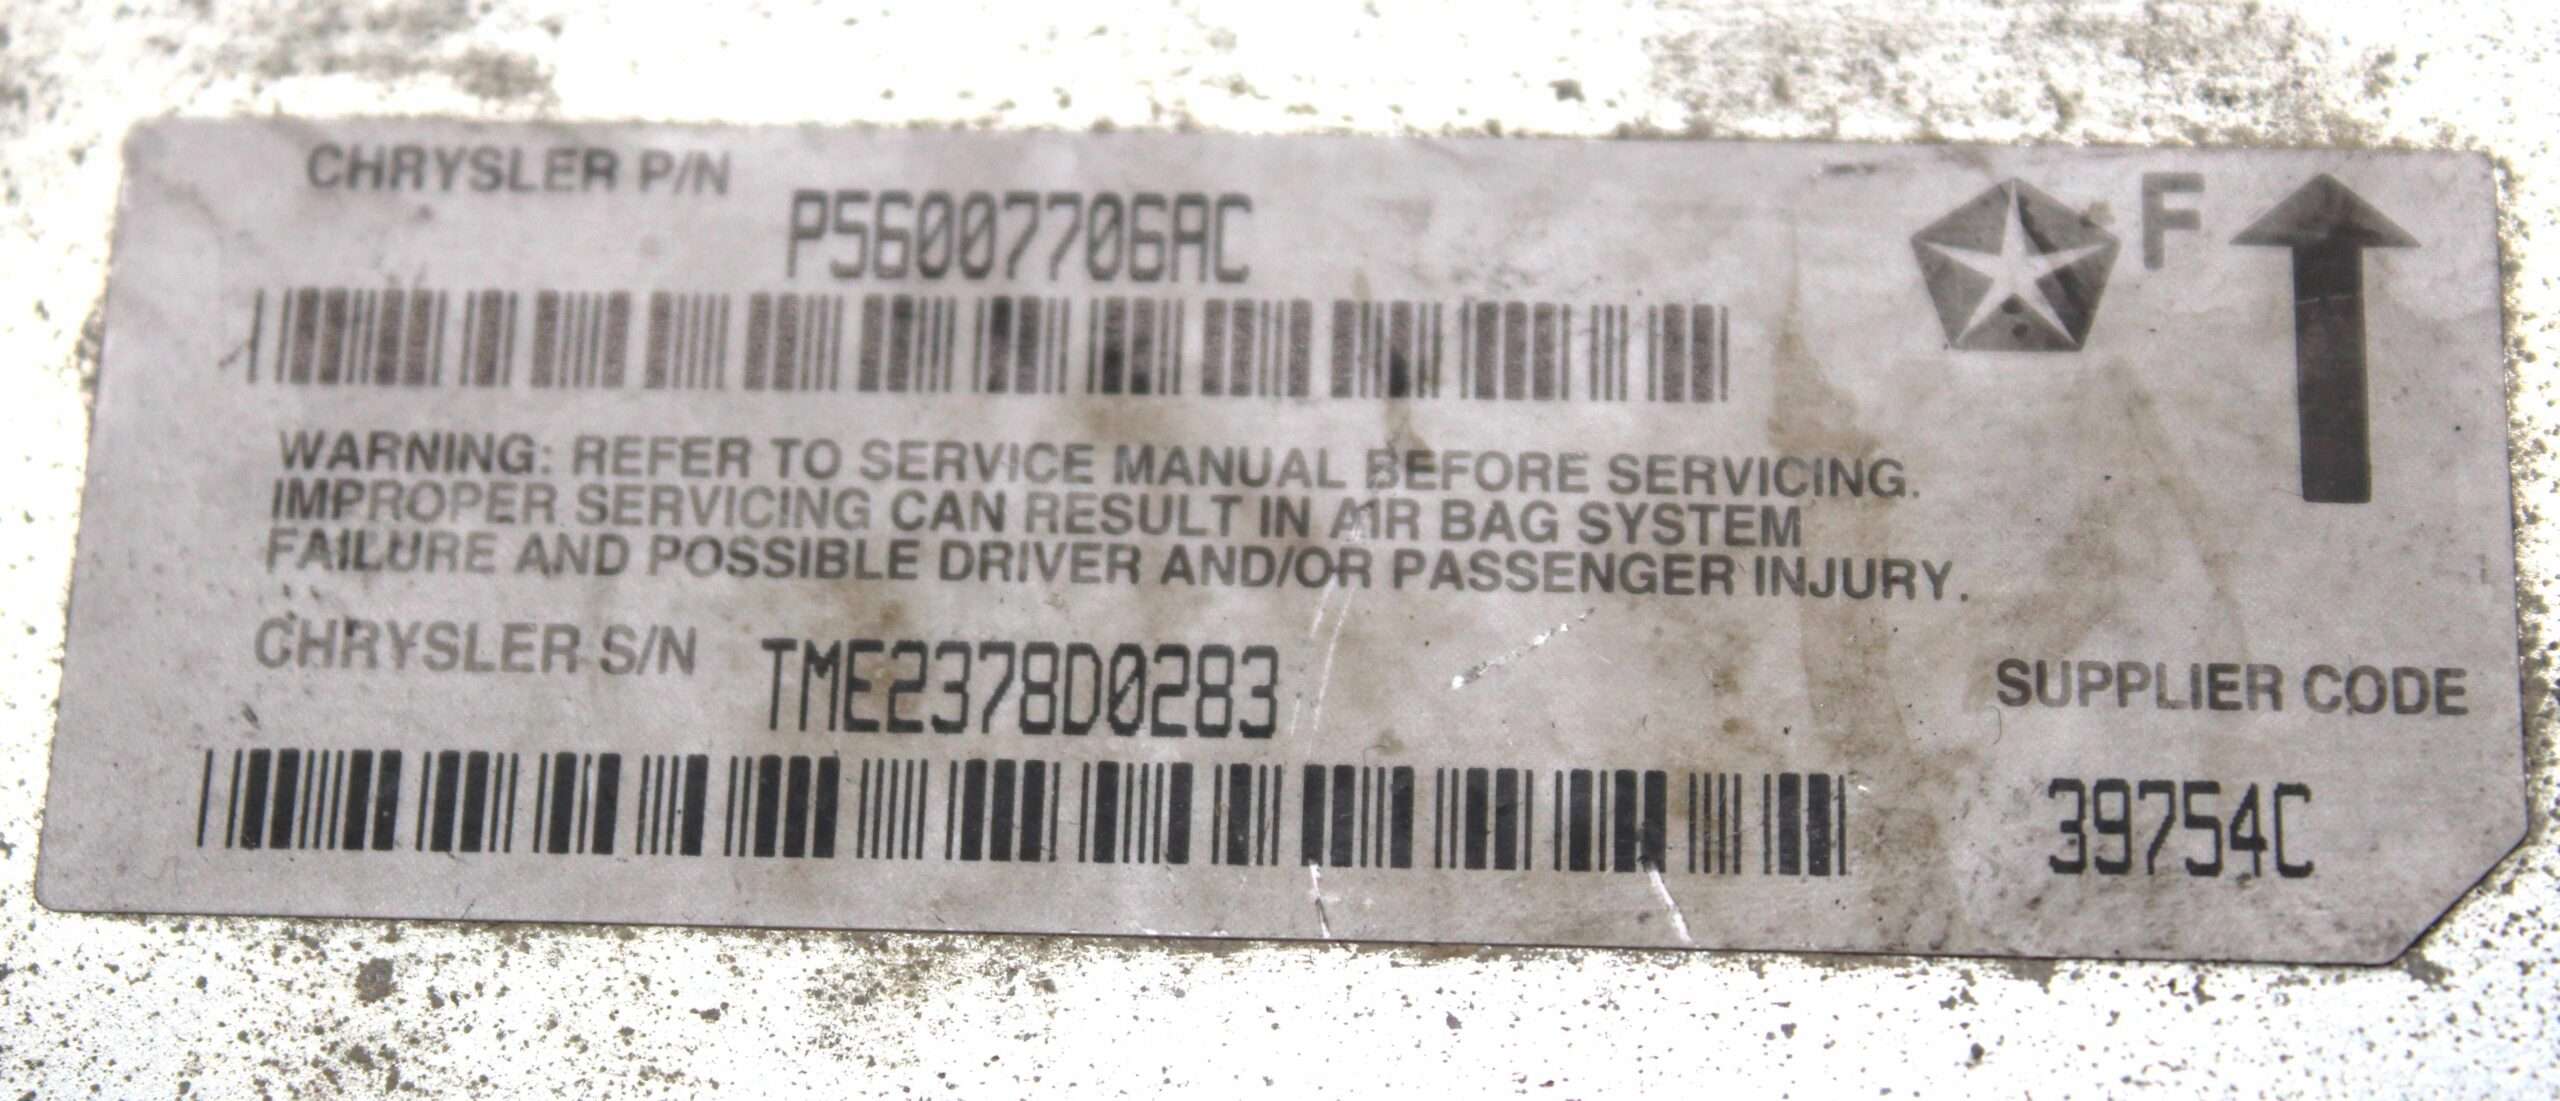 CHRYSLER P/N P56007706AC
F
WARNING: REFER TO SERVICE MANUAL BEFORE SERVICING.
IMPROPER SERVICING CAN RESULT IN AIR BAG SYSTEM
FAILURE AND POSSIBLE DRIVER AND/OR PASSENGER INJURY.
CHRYSLER S/N TME2378D0283
SUPPLIER CODE
39754C